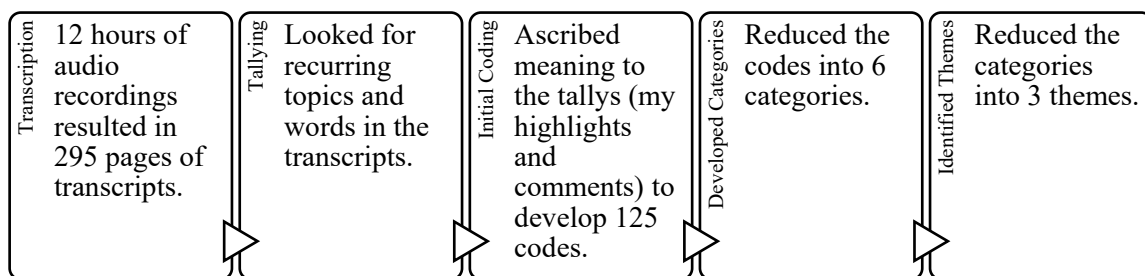 Transcription
12 hours of
audio
recordings
resulted in
295 pages of
transcripts.
Tallying
Looked for
recurring
topics and
words in the
transcripts.
Initial Coding
Ascribed
meaning to
the tallys (my
highlights
and
comments) to
develop 125
codes.
Developed Categories
Reduced the
codes into 6
categories.
Identified Themes
Reduced the
categories
into 3 themes.